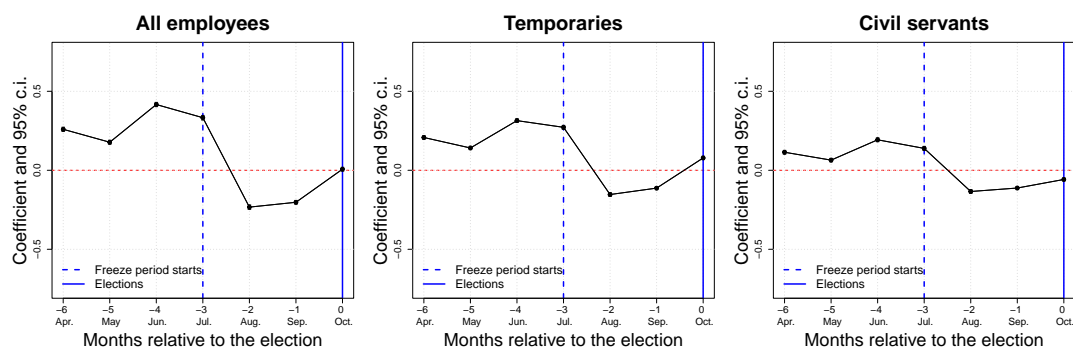 All employees
Coefficient and 95% c.i.
0.5
0.0
−0.5
Freeze period starts
Elections
−6 −5 −4 −3 −2 −1 0
Apr. May Jun. Jul. Aug. Sep. Oct.
Months relative to the election
Temporaries
Coefficient and 95% c.i.
0.5
0.0
−0.5
Freeze period starts
Elections
−6 −5 −4 −3 −2 −1 0
Apr. May Jun. Jul. Aug. Sep. Oct.
Months relative to the election
Civil servants
Coefficient and 95% c.i.
0.5
0.0
−0.5
Freeze period starts
Elections
−6 −5 −4 −3 −2 −1 0
Apr. May Jun. Jul. Aug. Sep. Oct.
Months relative to the election